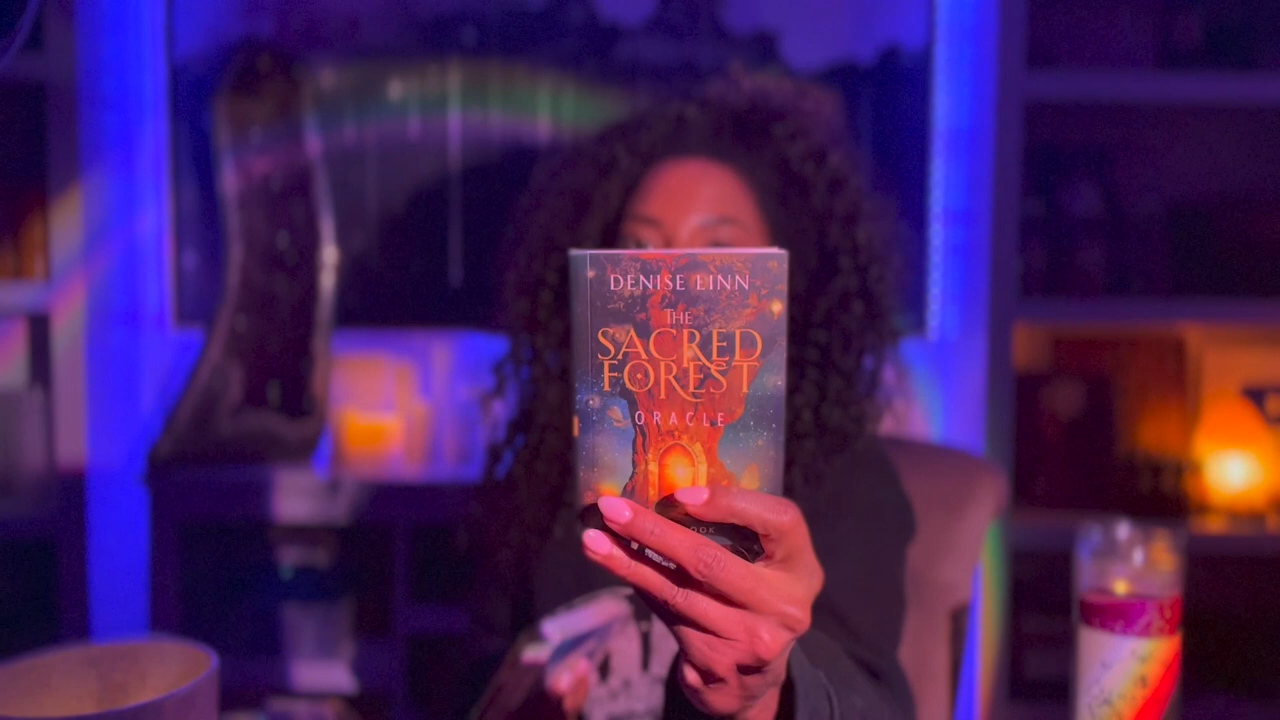 DENISE LINN
THE
SACRED
FOREST
ORACLE